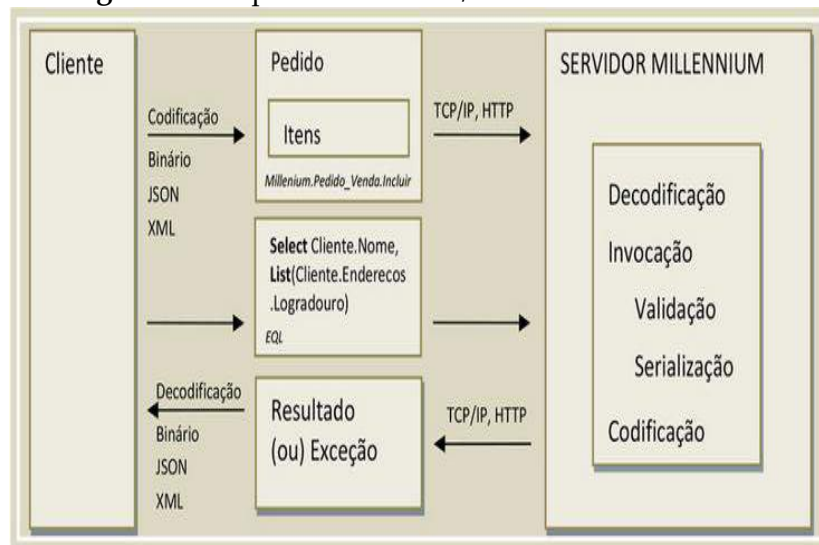 Cliente
Codificação
Binário
JSON
XML
Pedido
Itens
Millenium.Pedido_Venda.Incluir
TCP/IP, HTTP
Select Cliente.Nome,
List(Cliente.Enderecos
.Logradouro)
EQL
Decodificação
Binário
JSON
XML
Resultado
(ou) Exceção
TCP/IP, HTTP
SERVIDOR MILLENNIUM
Decodificação
Invocação
Validação
Serialização
Codificação